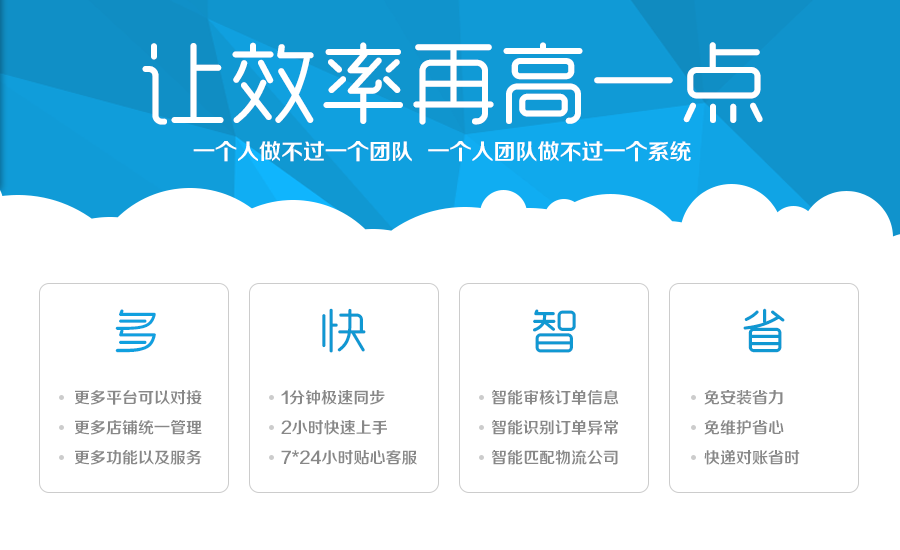 让效率再高一点
一个人做不过一个团队 一个人团队做不过一个系统
多
更多平台可以对接
更多店铺统一管理
更多功能以及服务
快
1分钟极速同步
2小时快速上手
7*24小时贴心客服
智
智能审核订单信息
智能识别订单异常
智能匹配物流公司
省
免安装省力
免维护省心
快递对账省时